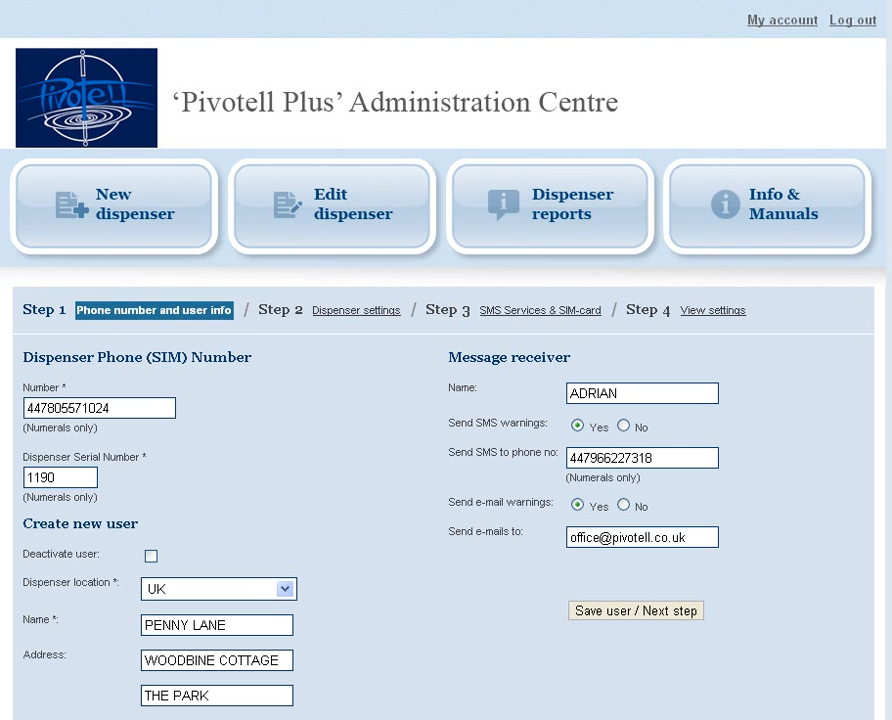 My account Log out
Pivotell
‘Pivotell Plus’ Administration Centre
New dispenser
Edit dispenser
Dispenser reports
Info & Manuals
Step 1 Phone number and user info / Step 2 Dispenser settings / Step 3 SMS Services & SIM-card / Step 4 View settings
Dispenser Phone (SIM) Number
Number *
447805571024
(Numerals only)
Dispenser Serial Number *
1190
(Numerals only)
Create new user
Deactivate user:
Dispenser location *: UK
Name *: PENNY LANE
Address: WOODBINE COTTAGE
THE PARK
Message receiver
Name: ADRIAN
Send SMS warnings: Yes No
Send SMS to phone no: 447966227318
(Numerals only)
Send e-mail warnings: Yes No
Send e-mails to: office@pivotell.co.uk
Save user / Next step